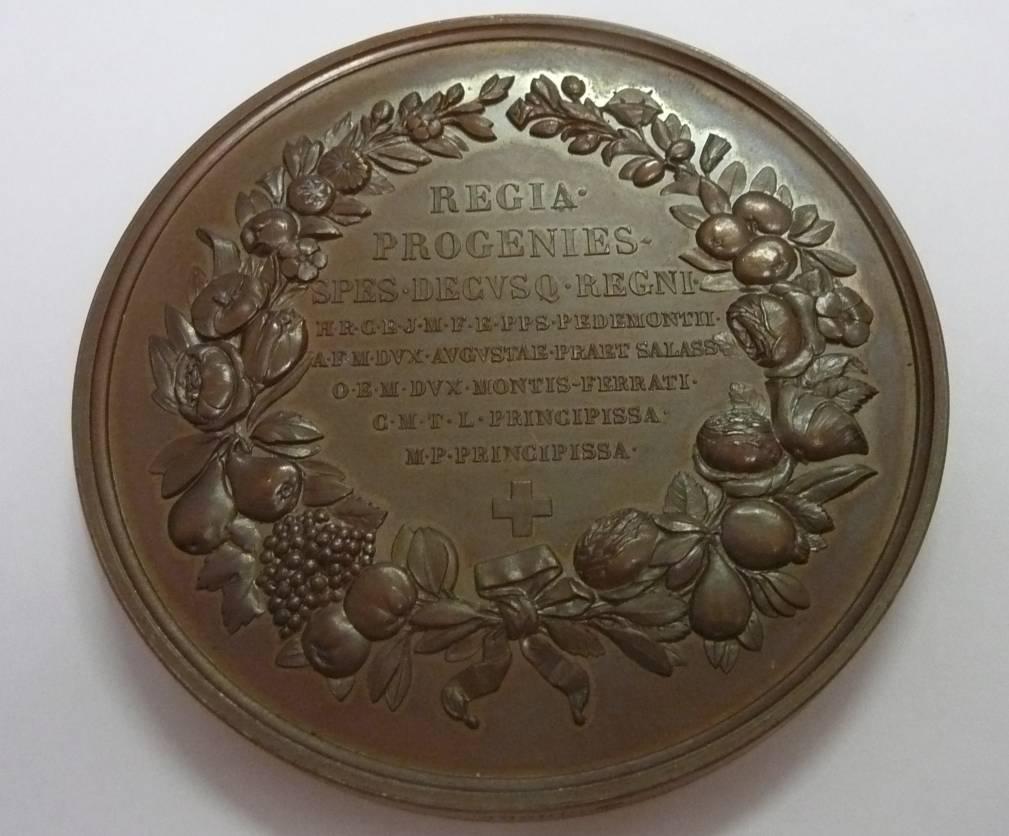 REGIA·
PROGENIES·
SPES·DECVSQ·REGNI·
H·R·C·E·J·M·F·E·PPS·PEDEMONTII·
A·F·M·DVX·AVGVSTAE·PRAET·SALASS·
O·E·M·DVX·MONTIS-FERRATI·
C·M·T·L·PRINCIPISSA·
M·P·PRINCIPISSA·